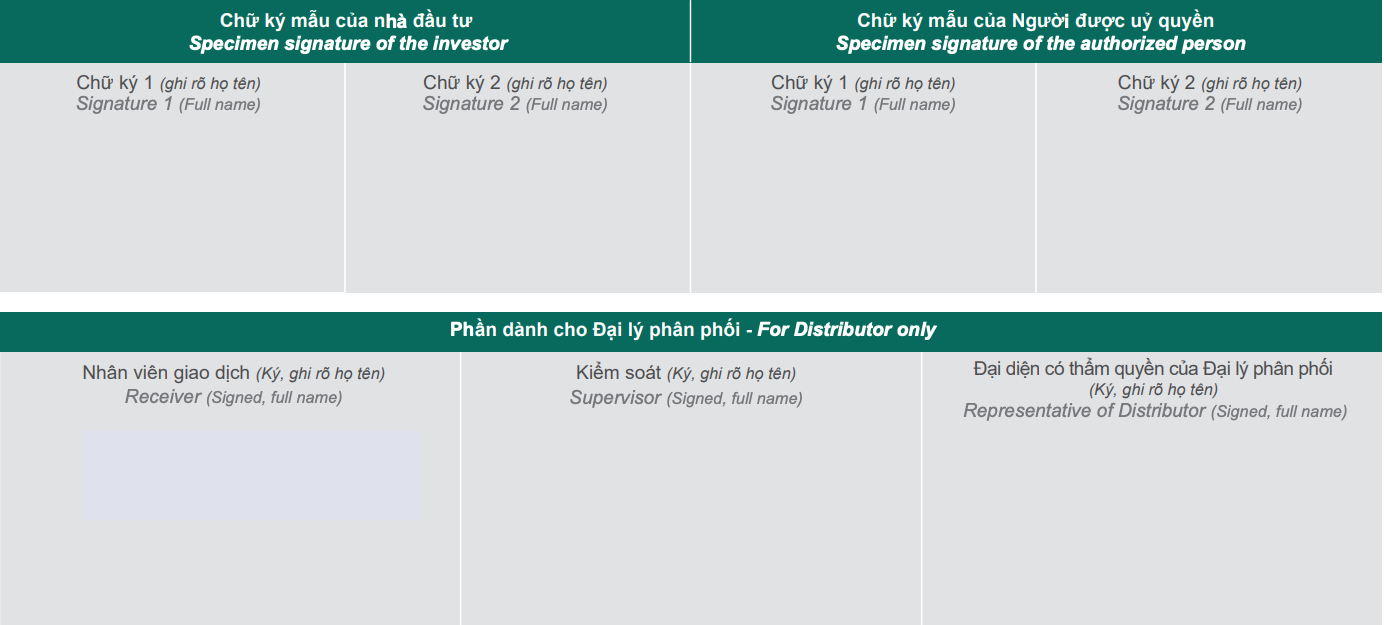 Chữ ký mẫu của nhà đầu tư
Specimen signature of the investor
Chữ ký mẫu của Người được uỷ quyền
Specimen signature of the authorized person
Chữ ký 1 (ghi rõ họ tên)
Signature 1 (Full name)
Chữ ký 2 (ghi rõ họ tên)
Signature 2 (Full name)
Chữ ký 1 (ghi rõ họ tên)
Signature 1 (Full name)
Chữ ký 2 (ghi rõ họ tên)
Signature 2 (Full name)
Phần dành cho Đại lý phân phối - For Distributor only
Nhân viên giao dịch (Ký, ghi rõ họ tên)
Receiver (Signed, full name)
Kiểm soát (Ký, ghi rõ họ tên)
Supervisor (Signed, full name)
Đại diện có thẩm quyền của Đại lý phân phối
(Ký, ghi rõ họ tên)
Representative of Distributor (Signed, full name)